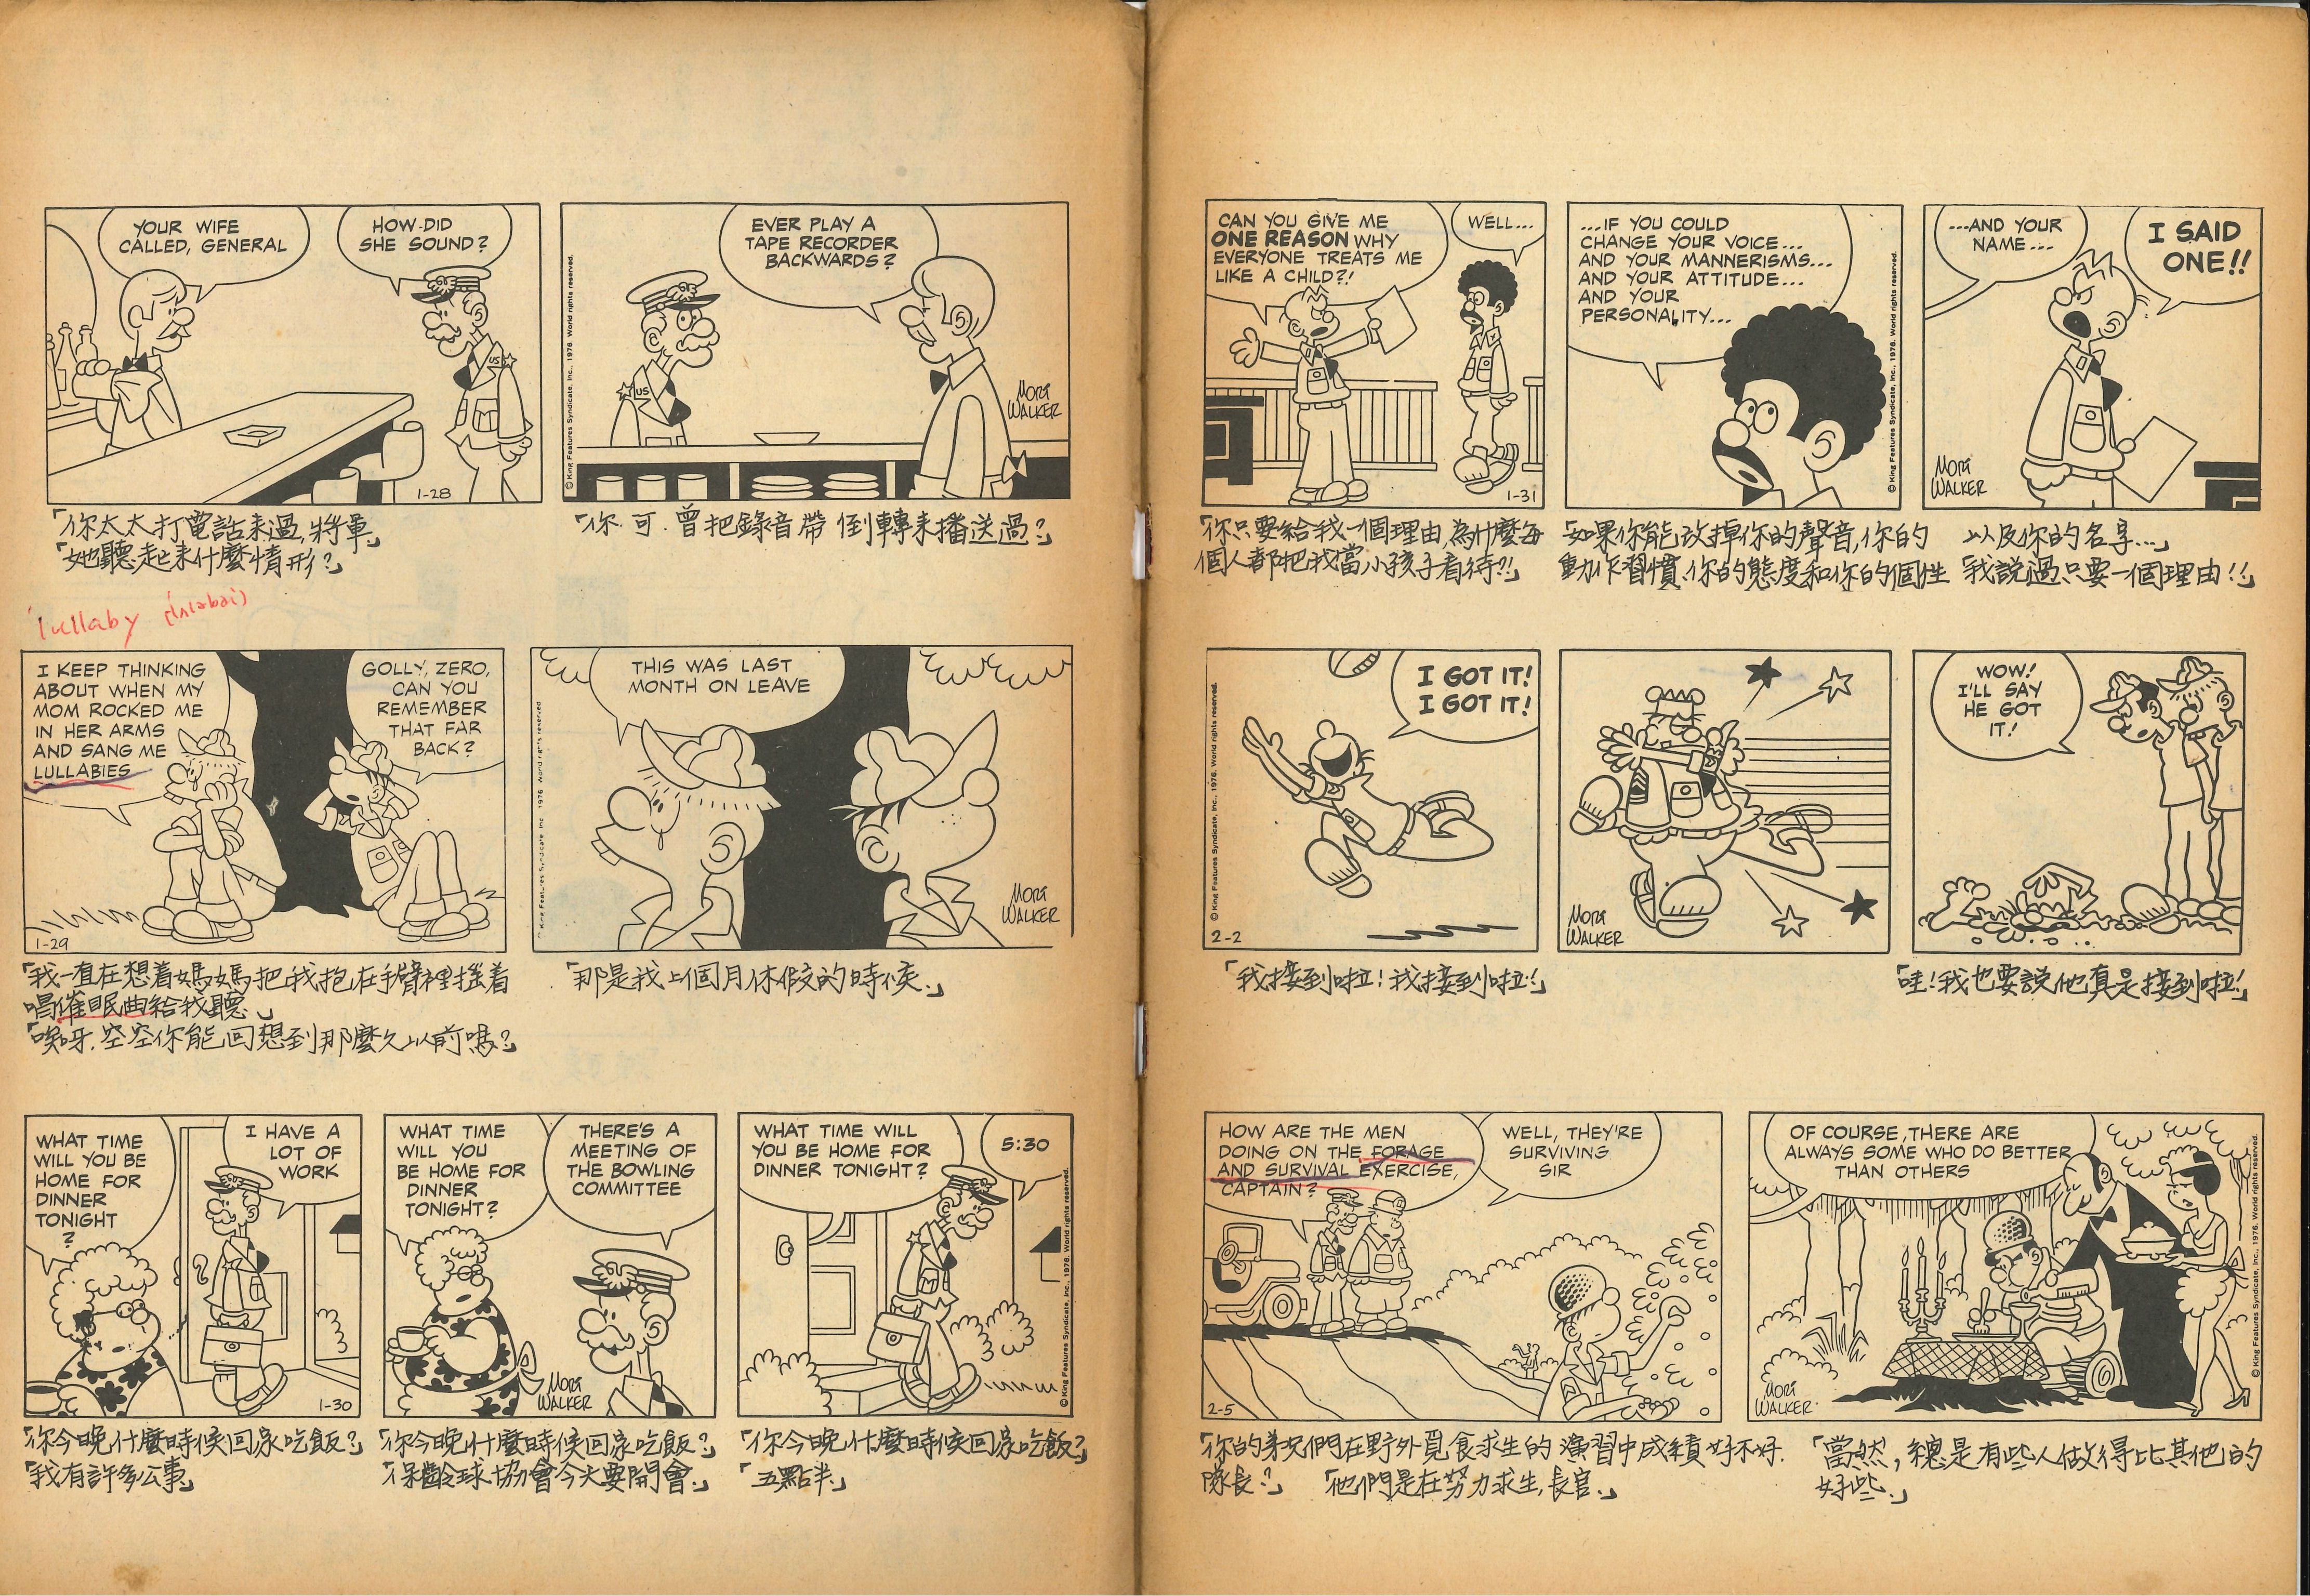 YOUR WIFE
CALLED, GENERAL
HOW DID
SHE SOUND?
1-28
EVER PLAY A
TAPE RECORDER
BACKWARDS?
© King Features Syndicate, Inc., 1976. World rights reserved.
MORT
WALKER
「你太太打電話來過,將軍」
「她聽起來什麼情形?」
「你可曾把錄音帶倒轉來播送過?」
lullaby
I KEEP THINKING
ABOUT WHEN MY
MOM ROCKED ME
IN HER ARMS
AND SANG ME
LULLABIES
GOLLY, ZERO,
CAN YOU
REMEMBER
THAT FAR
BACK?
1-29
THIS WAS LAST
MONTH ON LEAVE
© King Features Syndicate, Inc., 1976. World rights reserved
MORT
WALKER
「我一直在想着媽媽把我抱在手臂裡搖着
唱催眠曲給我聽.」
「唉呀.空空你能回想到那麼久以前嗎?」
「那是我上個月休假的時候.」
WHAT TIME
WILL YOU BE
HOME FOR
DINNER
TONIGHT
?
I HAVE A
LOT OF
WORK
1-30
WHAT TIME
WILL YOU
BE HOME FOR
DINNER
TONIGHT?
THERE'S A
MEETING OF
THE BOWLING
COMMITTEE
MORT
WALKER
WHAT TIME WILL
YOU BE HOME FOR
DINNER TONIGHT?
5:30
© King Features Syndicate, Inc., 1976. World rights reserved.
「你今晚什麼時候回家吃飯?
「我有許多公事」
「你今晚什麼時候回家吃飯?」
「保齡球協會今天要開會.」
「你今晚什麼時候回家吃飯?」
「五點半」
CAN YOU GIVE ME
ONE REASON WHY
EVERYONE TREATS ME
LIKE A CHILD?!
WELL...
1-31
...IF YOU COULD
CHANGE YOUR VOICE...
AND YOUR MANNERISMS...
AND YOUR ATTITUDE...
AND YOUR
PERSONALITY...
© King Features Syndicate, Inc., 1976. World rights reserved.
...AND YOUR
NAME...
I SAID
ONE!!
MORT
WALKER
「你只要給我一個理由,為什麼每
個人都把我當小孩子看待?!」
「如果你能改掉你的聲音,你的
動作習慣,你的態度和你的個性
以及你的名字...」
「我說過只要一個理由!!」
I GOT IT!
I GOT IT!
© King Features Syndicate, Inc., 1976. World rights reserved.
2-2
MORT
WALKER
WOW!
I'LL SAY
HE GOT
IT!
「我接到啦!我接到啦!」
「哇!我也要說他真是接到啦!」
HOW ARE THE MEN
DOING ON THE FORAGE
AND SURVIVAL EXERCISE,
CAPTAIN?
WELL, THEY'RE
SURVIVING
SIR
2-5
OF COURSE, THERE ARE
ALWAYS SOME WHO DO BETTER
THAN OTHERS
MORT
WALKER
© King Features Syndicate, Inc., 1976. World rights reserved.
「你的弟兄們在野外覓食求生的演習中成績好不好.
隊長?」
「他們是在努力求生,長官.」
「當然,總是有些人做得比其他的
好些.」